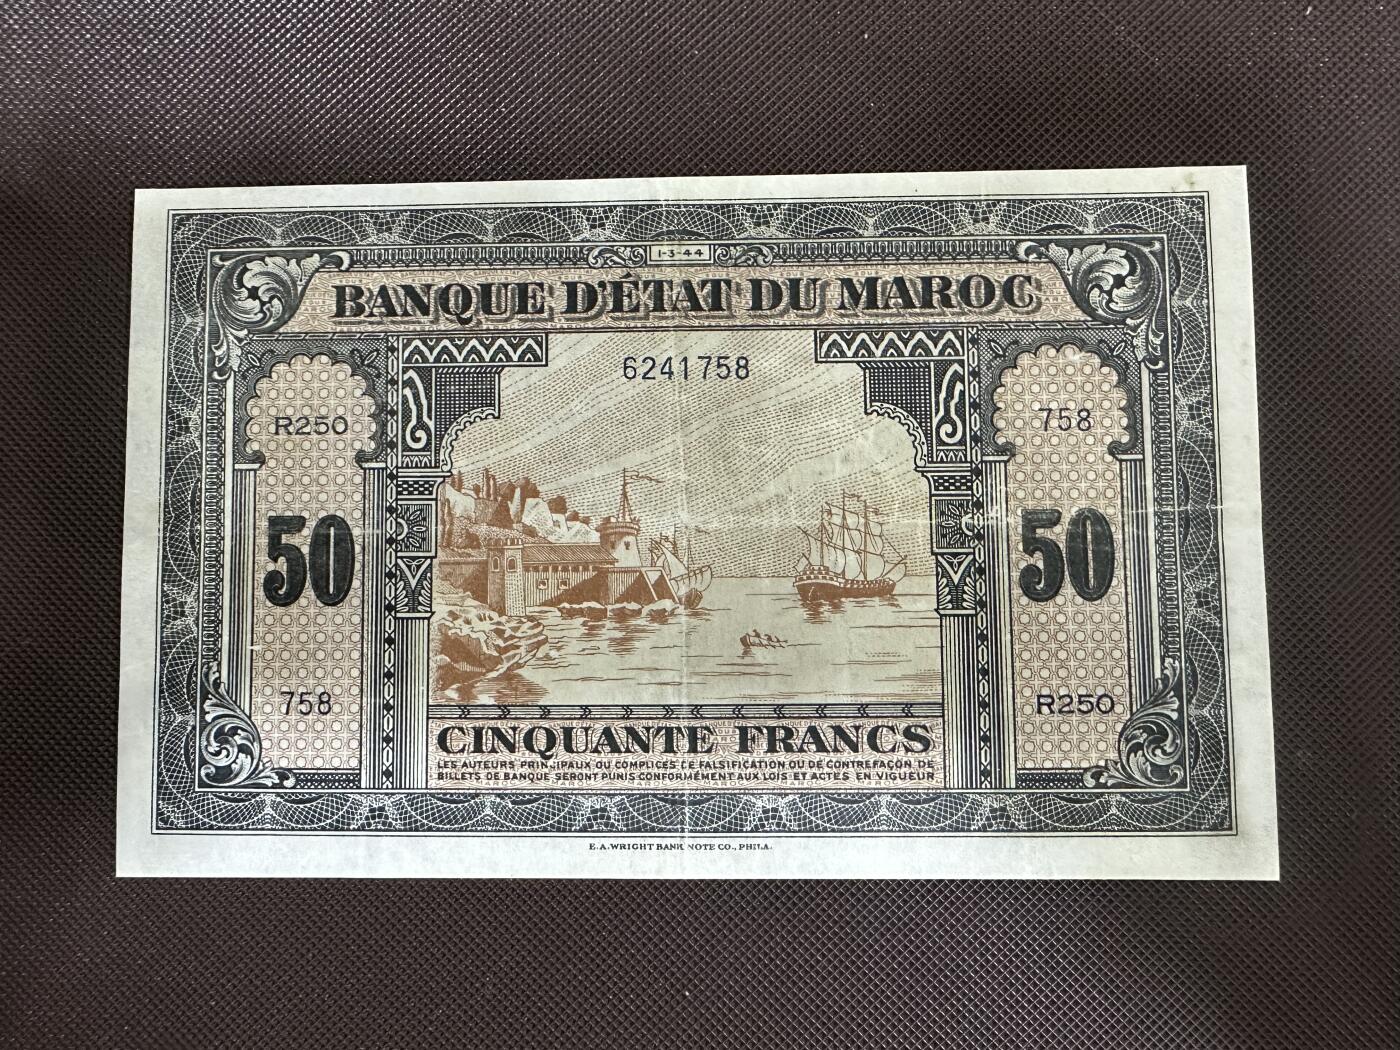 1-3-44
BANQUE D'ÉTAT DU MAROC
6241758
R250
758
50
50
758
R250
CINQUANTE FRANCS
LES AUTEURS PRINCIPAUX OU COMPLICES DE FALSIFICATION OU DE CONTREFAÇON DE
BILLETS DE BANQUE SERONT PUNIS CONFORMÉMENT AUX LOIS ET ACTES EN VIGUEUR
E.A.WRIGHT BANK NOTE CO., PHILA.